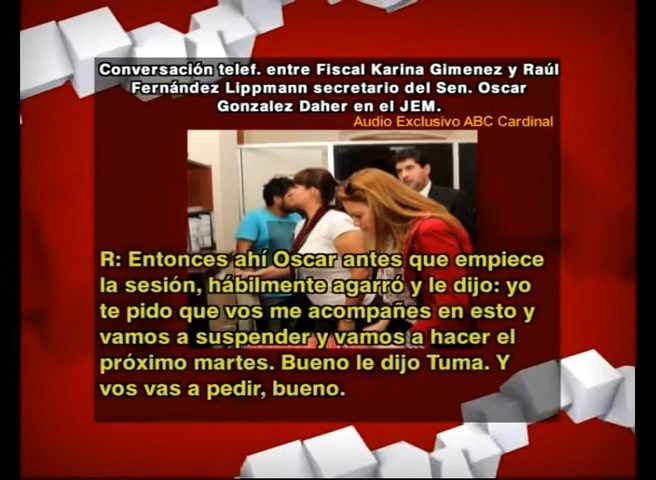 Conversación telef. entre Fiscal Karina Gimenez y Raúl
Fernández Lippmann secretario del Sen. Oscar
Gonzalez Daher en el JEM.
Audio Exclusivo ABC Cardinal
R: Entonces ahí Oscar antes que empiece
la sesión, hábilmente agarró y le dijo: yo
te pido que vos me acompañes en esto y
vamos a suspender y vamos a hacer el
próximo martes. Bueno le dijo Tuma. Y
vos vas a pedir, bueno.